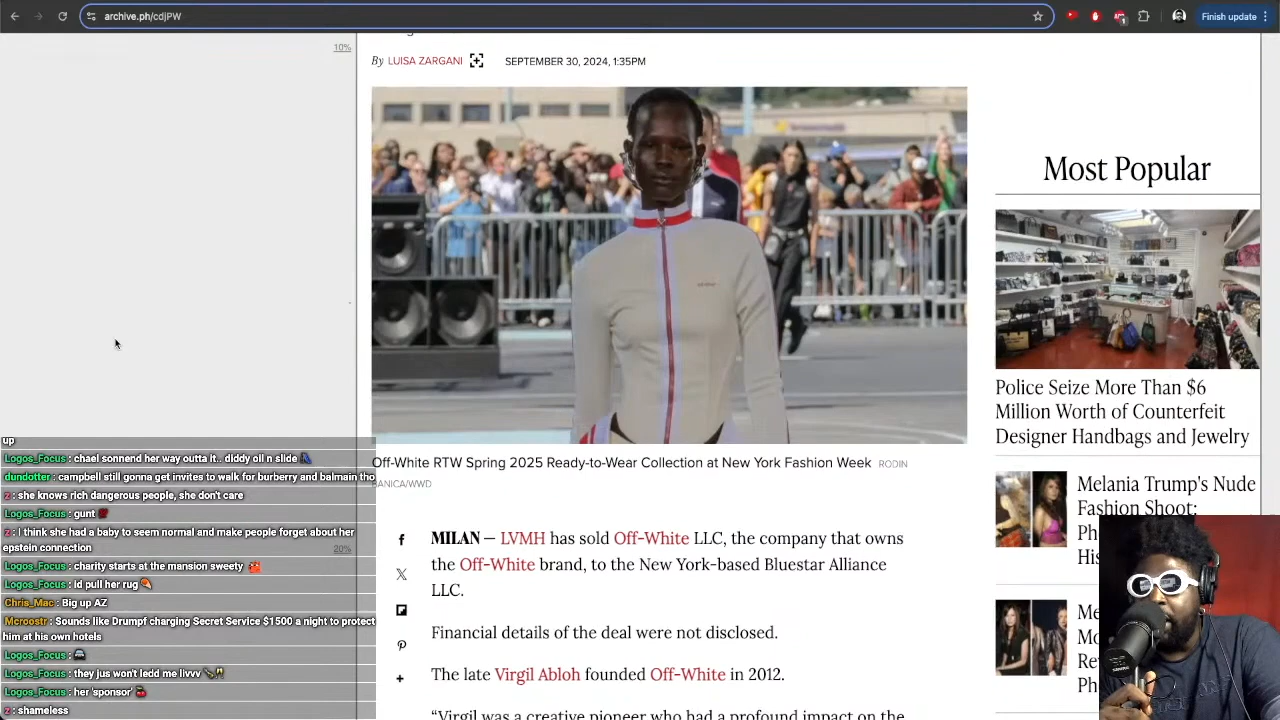 archive.ph/cdjPW
Finish update
10%
By LUISA ZARGANI
SEPTEMBER 30, 2024, 1:35PM
Off-White RTW Spring 2025 Ready-to-Wear Collection at New York Fashion Week RODIN
ANICA/WWD
MILAN — LVMH has sold Off-White LLC, the company that owns
the Off-White brand, to the New York-based Bluestar Alliance
LLC.
Financial details of the deal were not disclosed.
The late Virgil Abloh founded Off-White in 2012.
“Virgil was a creative pioneer who had a profound impact on the
Most Popular
Police Seize More Than $6
Million Worth of Counterfeit
Designer Handbags and Jewelry
Melania Trump's Nude
Fashion Shoot:
Ph
His
Me
Mo
Re
Ph
up
Logos_Focus : chael sonnend her way outta it.. diddy oil n slide
dundotter : campbell still gonna get invites to walk for burberry and balmain tho
z : she knows rich dangerous people, she don't care
Logos_Focus : gunt
z : I think she had a baby to seem normal and make people forget about her
epstein connection
20%
Logos_Focus : charity starts at the mansion sweety
Logos_Focus : id pull her rug
Chris_Mac : Big up AZ
Mcroostr : Sounds like Drumpf charging Secret Service $1500 a night to protect
him at his own hotels
Logos_Focus :
Logos_Focus : they jus won't ledd me livvv
Logos_Focus : her 'sponsor'
z : shameless